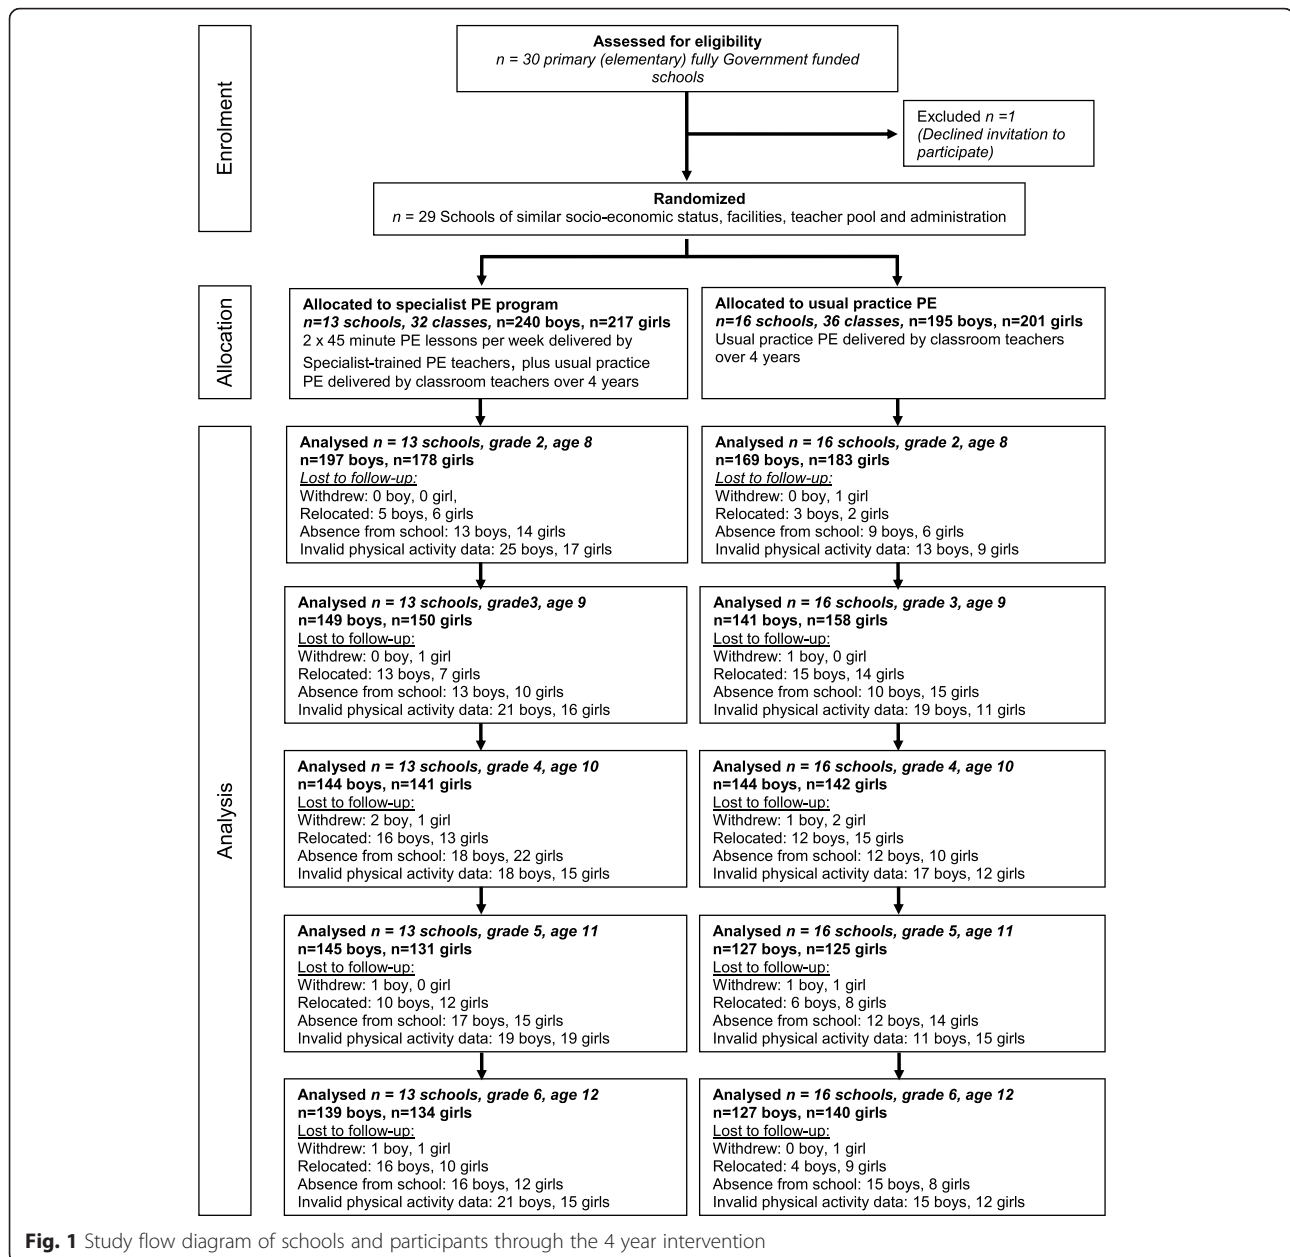 Enrolment
Assessed for eligibility
n = 30 primary (elementary) fully Government funded
schools
Excluded n =1
(Declined invitation to
participate)
Randomized
n = 29 Schools of similar socio-economic status, facilities, teacher pool and administration
Allocation
Allocated to specialist PE program
n=13 schools, 32 classes, n=240 boys, n=217 girls
2 x 45 minute PE lessons per week delivered by
Specialist-trained PE teachers, plus usual practice
PE delivered by classroom teachers over 4 years
Allocated to usual practice PE
n=16 schools, 36 classes, n=195 boys, n=201 girls
Usual practice PE delivered by classroom teachers
over 4 years
Analysis
Analysed n = 13 schools, grade 2, age 8
n=197 boys, n=178 girls
Lost to follow-up:
Withdrew: 0 boy, 0 girl,
Relocated: 5 boys, 6 girls
Absence from school: 13 boys, 14 girls
Invalid physical activity data: 25 boys, 17 girls
Analysed n = 16 schools, grade 2, age 8
n=169 boys, n=183 girls
Lost to follow-up:
Withdrew: 0 boy, 1 girl
Relocated: 3 boys, 2 girls
Absence from school: 9 boys, 6 girls
Invalid physical activity data: 13 boys, 9 girls
Analysed n = 13 schools, grade3, age 9
n=149 boys, n=150 girls
Lost to follow-up:
Withdrew: 0 boy, 1 girl
Relocated: 13 boys, 7 girls
Absence from school: 13 boys, 10 girls
Invalid physical activity data: 21 boys, 16 girls
Analysed n = 16 schools, grade 3, age 9
n=141 boys, n=158 girls
Lost to follow-up:
Withdrew: 1 boy, 0 girl
Relocated: 15 boys, 14 girls
Absence from school: 10 boys, 15 girls
Invalid physical activity data: 19 boys, 11 girls
Analysed n = 13 schools, grade 4, age 10
n=144 boys, n=141 girls
Lost to follow-up:
Withdrew: 2 boy, 1 girl
Relocated: 16 boys, 13 girls
Absence from school: 18 boys, 22 girls
Invalid physical activity data: 18 boys, 15 girls
Analysed n = 16 schools, grade 4, age 10
n=144 boys, n=142 girls
Lost to follow-up:
Withdrew: 1 boy, 2 girl
Relocated: 12 boys, 15 girls
Absence from school: 12 boys, 10 girls
Invalid physical activity data: 17 boys, 12 girls
Analysed n = 13 schools, grade 5, age 11
n=145 boys, n=131 girls
Lost to follow-up:
Withdrew: 1 boy, 0 girl
Relocated: 10 boys, 12 girls
Absence from school: 17 boys, 15 girls
Invalid physical activity data: 19 boys, 19 girls
Analysed n = 16 schools, grade 5, age 11
n=127 boys, n=125 girls
Lost to follow-up:
Withdrew: 1 boy, 1 girl
Relocated: 6 boys, 8 girls
Absence from school: 12 boys, 14 girls
Invalid physical activity data: 11 boys, 15 girls
Analysed n = 13 schools, grade 6, age 12
n=139 boys, n=134 girls
Lost to follow-up:
Withdrew: 1 boy, 1 girl
Relocated: 16 boys, 10 girls
Absence from school: 16 boys, 12 girls
Invalid physical activity data: 21 boys, 15 girls
Analysed n = 16 schools, grade 6, age 12
n=127 boys, n=140 girls
Lost to follow-up:
Withdrew: 0 boy, 1 girl
Relocated: 4 boys, 9 girls
Absence from school: 15 boys, 8 girls
Invalid physical activity data: 15 boys, 12 girls
Fig. 1 Study flow diagram of schools and participants through the 4 year intervention